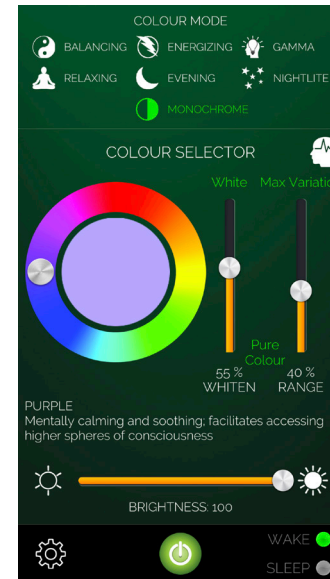 COLOUR MODE
BALANCING ENERGIZING GAMMA
RELAXING EVENING NIGHTLITE
MONOCHROME
COLOUR SELECTOR
White Max Variatio
Pure
Colour
55 % 40 %
WHITEN RANGE
PURPLE
Mentally calming and soothing; facilitates accessing
higher spheres of consciousness
BRIGHTNESS: 100
WAKE
SLEEP